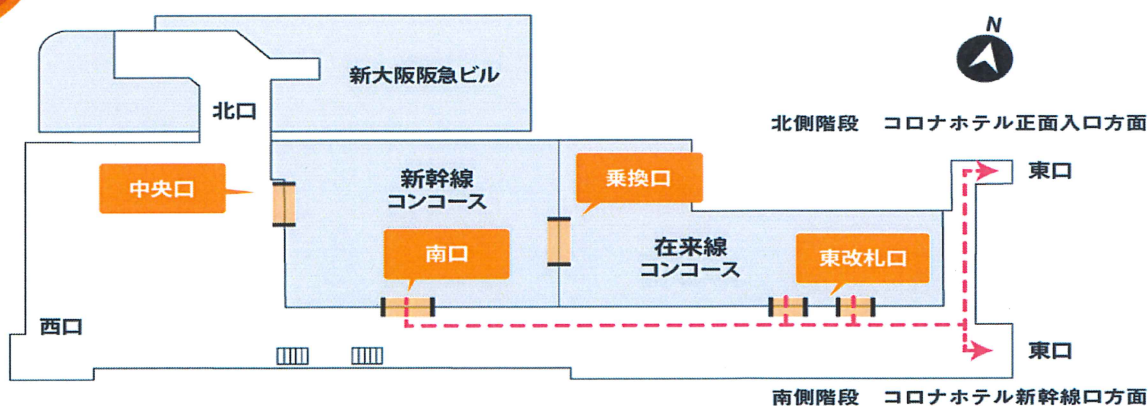 N
新大阪阪急ビル
北口
北側階段　コロナホテル正面入口方面
中央口
新幹線
コンコース
乗換口
東口
南口
在来線
コンコース
東改札口
西口
東口
南側階段　コロナホテル新幹線口方面